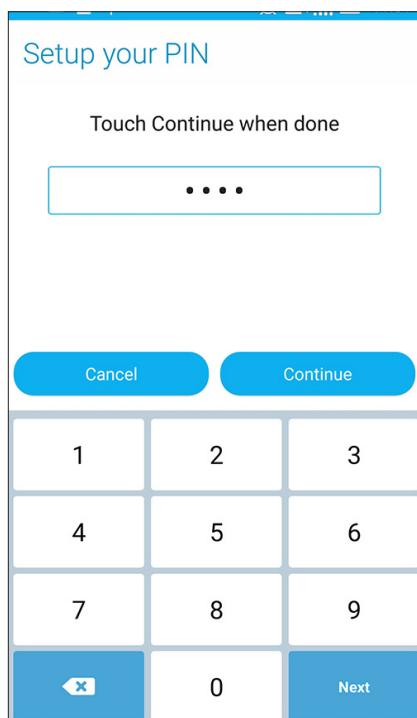 Setup your PIN
Touch Continue when done
••••
Cancel Continue
1 2 3
4 5 6
7 8 9
0 Next